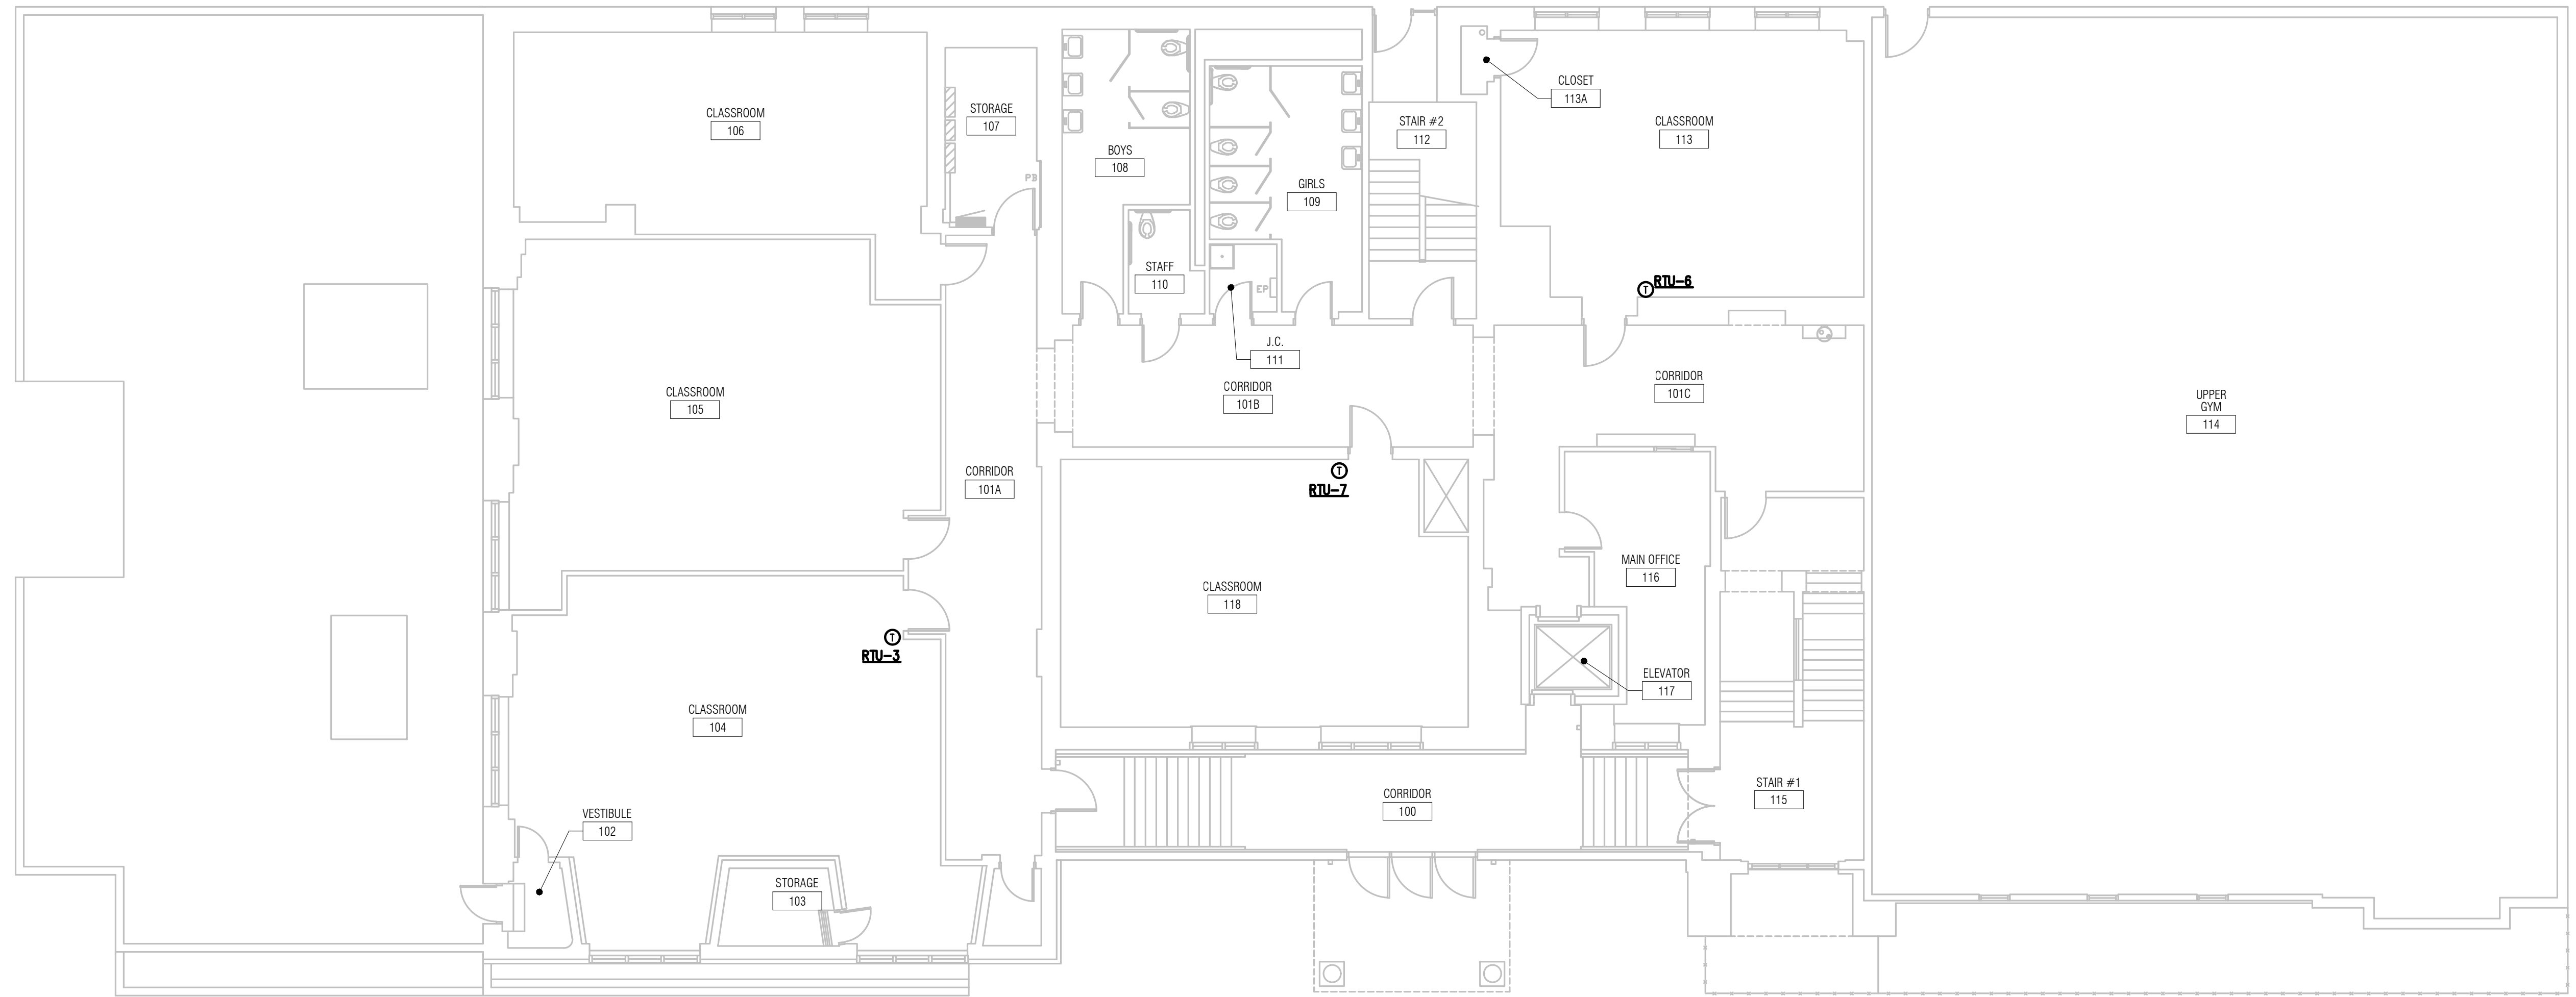 CLOSET
113A
CLASSROOM
106
STORAGE
107
STAIR #2
112
CLASSROOM
113
BOYS
108
PB
GIRLS
109
STAFF
110
EP
T
RTU-6
J.C.
111
CORRIDOR
101B
CORRIDOR
101C
CLASSROOM
105
UPPER
GYM
114
CORRIDOR
101A
T
RTU-7
MAIN OFFICE
116
CLASSROOM
118
T
RTU-3
ELEVATOR
117
CLASSROOM
104
STAIR #1
115
CORRIDOR
100
VESTIBULE
102
STORAGE
103